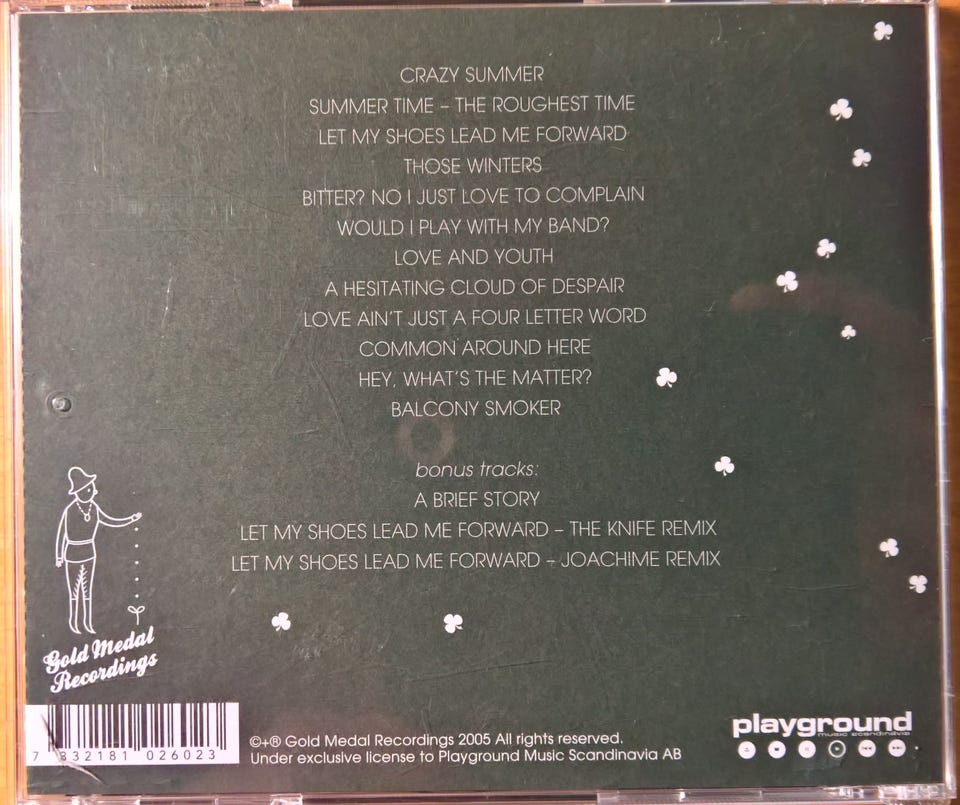 CRAZY SUMMER
SUMMER TIME – THE ROUGHEST TIME
LET MY SHOES LEAD ME FORWARD
THOSE WINTERS
BITTER? NO I JUST LOVE TO COMPLAIN
WOULD I PLAY WITH MY BAND?
LOVE AND YOUTH
A HESITATING CLOUD OF DESPAIR
LOVE AIN'T JUST A FOUR LETTER WORD
COMMON AROUND HERE
HEY, WHAT'S THE MATTER?
BALCONY SMOKER
bonus tracks:
A BRIEF STORY
LET MY SHOES LEAD ME FORWARD – THE KNIFE REMIX
LET MY SHOES LEAD ME FORWARD – JOACHIME REMIX
Gold Medal
Recordings
7 332181 026023
©+® Gold Medal Recordings 2005 All rights reserved.
Under exclusive license to Playground Music Scandinavia AB
playground
music scandinavia